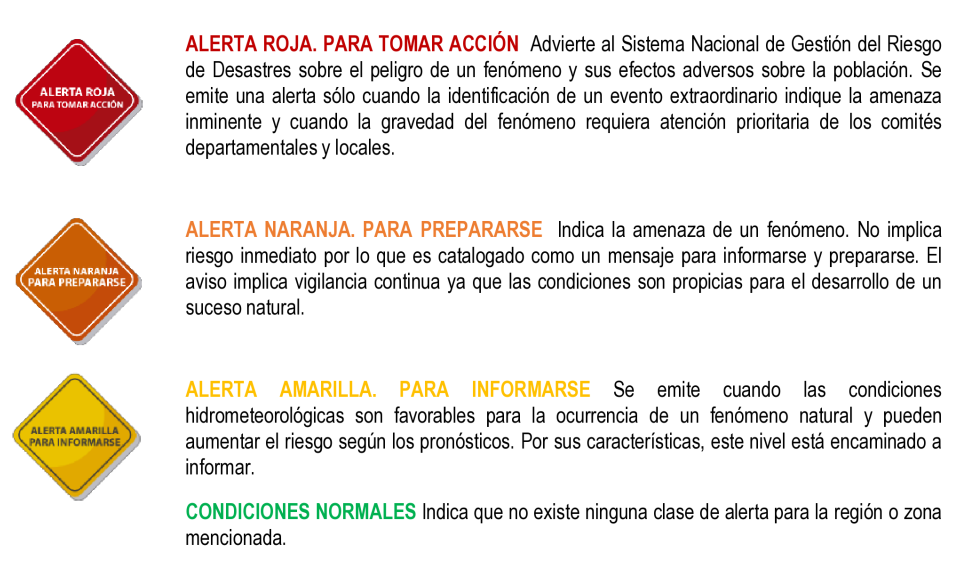 ALERTA ROJA
PARA TOMAR ACCIÓN
ALERTA ROJA. PARA TOMAR ACCIÓN Advierte al Sistema Nacional de Gestión del Riesgo
de Desastres sobre el peligro de un fenómeno y sus efectos adversos sobre la población. Se
emite una alerta sólo cuando la identificación de un evento extraordinario indique la amenaza
inminente y cuando la gravedad del fenómeno requiera atención prioritaria de los comités
departamentales y locales.
ALERTA NARANJA
PARA PREPARARSE
ALERTA NARANJA. PARA PREPARARSE Indica la amenaza de un fenómeno. No implica
riesgo inmediato por lo que es catalogado como un mensaje para informarse y prepararse. El
aviso implica vigilancia continua ya que las condiciones son propicias para el desarrollo de un
suceso natural.
ALERTA AMARILLA
PARA INFORMARSE
ALERTA AMARILLA. PARA INFORMARSE Se emite cuando las condiciones
hidrometeorológicas son favorables para la ocurrencia de un fenómeno natural y pueden
aumentar el riesgo según los pronósticos. Por sus características, este nivel está encaminado a
informar.
CONDICIONES NORMALES Indica que no existe ninguna clase de alerta para la región o zona
mencionada.